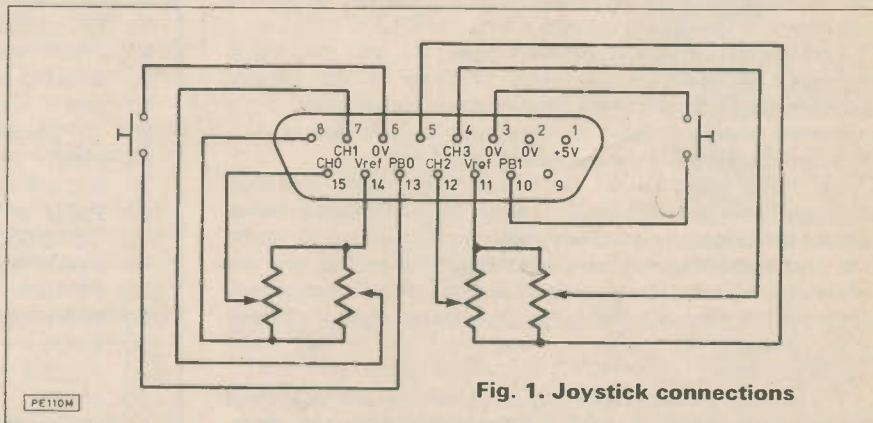 8 7 6 5 4 3 2 1
CH1 0V CH3 0V 0V +5V
CH0 Vref PB0 CH2 Vref PB1
15 14 13 12 11 10 9
Fig. 1. Joystick connections
PE110M